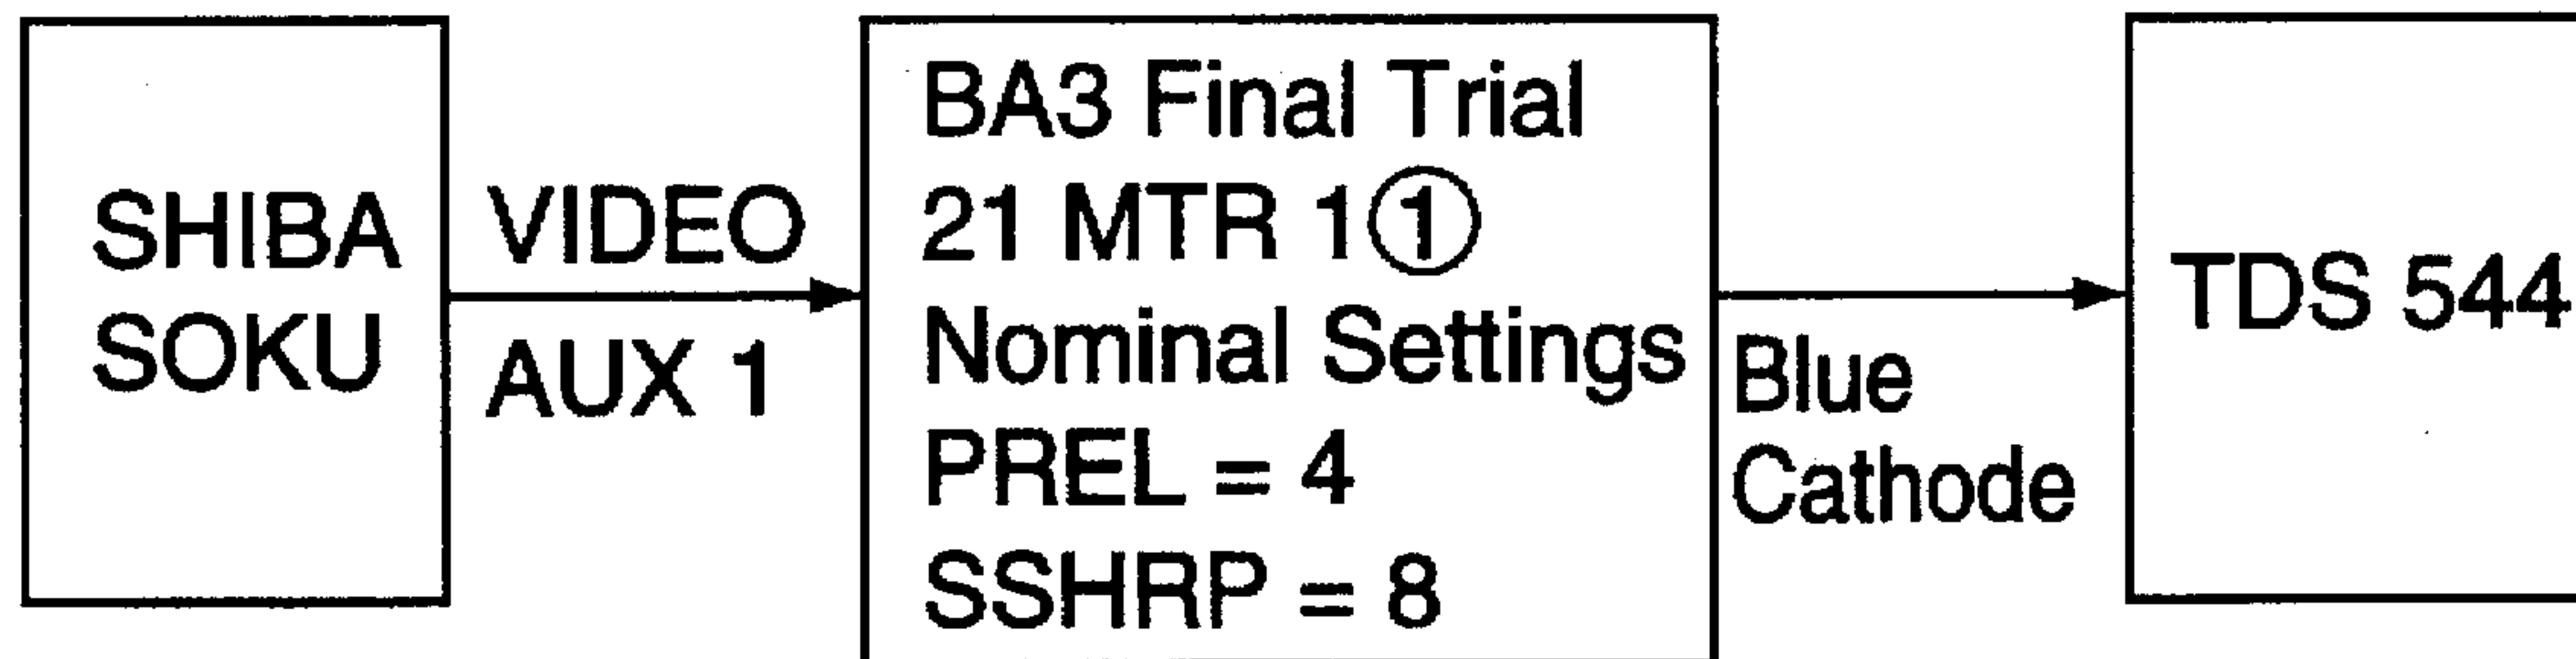 SHIBA
SOKU
VIDEO
AUX 1
BA3 Final Trial
21 MTR 1①
Nominal Settings
PREL = 4
SSHRP = 8
Blue
Cathode
TDS 544